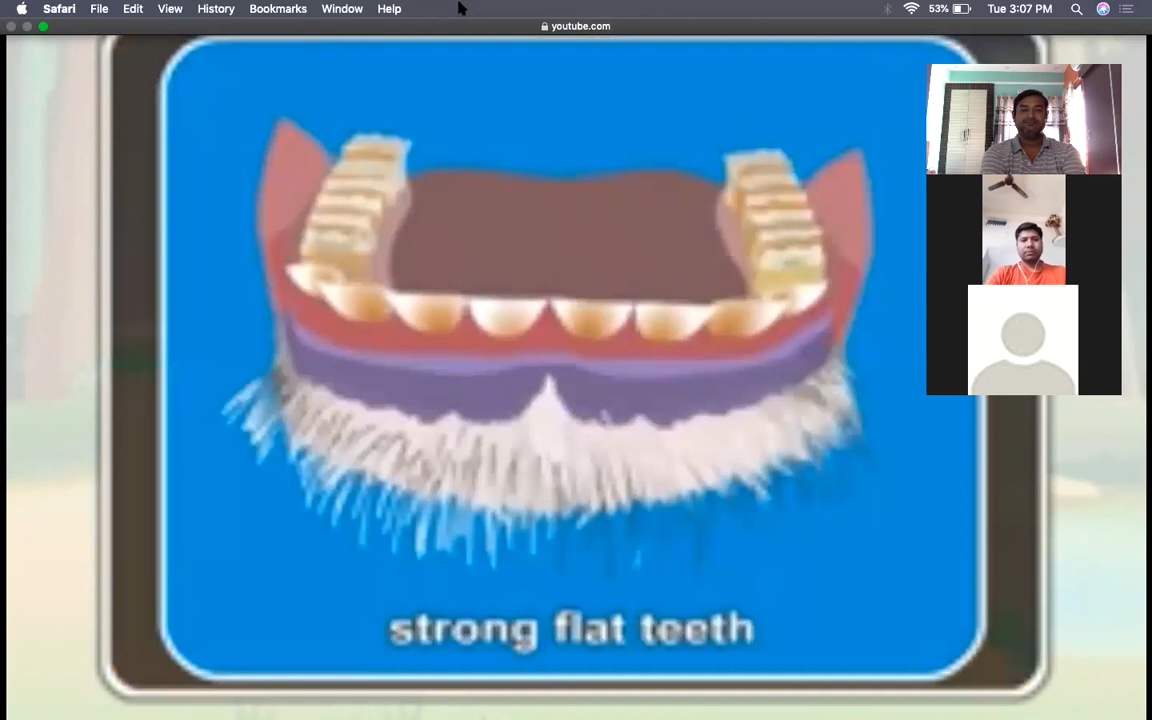 Safari File Edit View History Bookmarks Window Help 53% Tue 3:07 PM
youtube.com
strong flat teeth